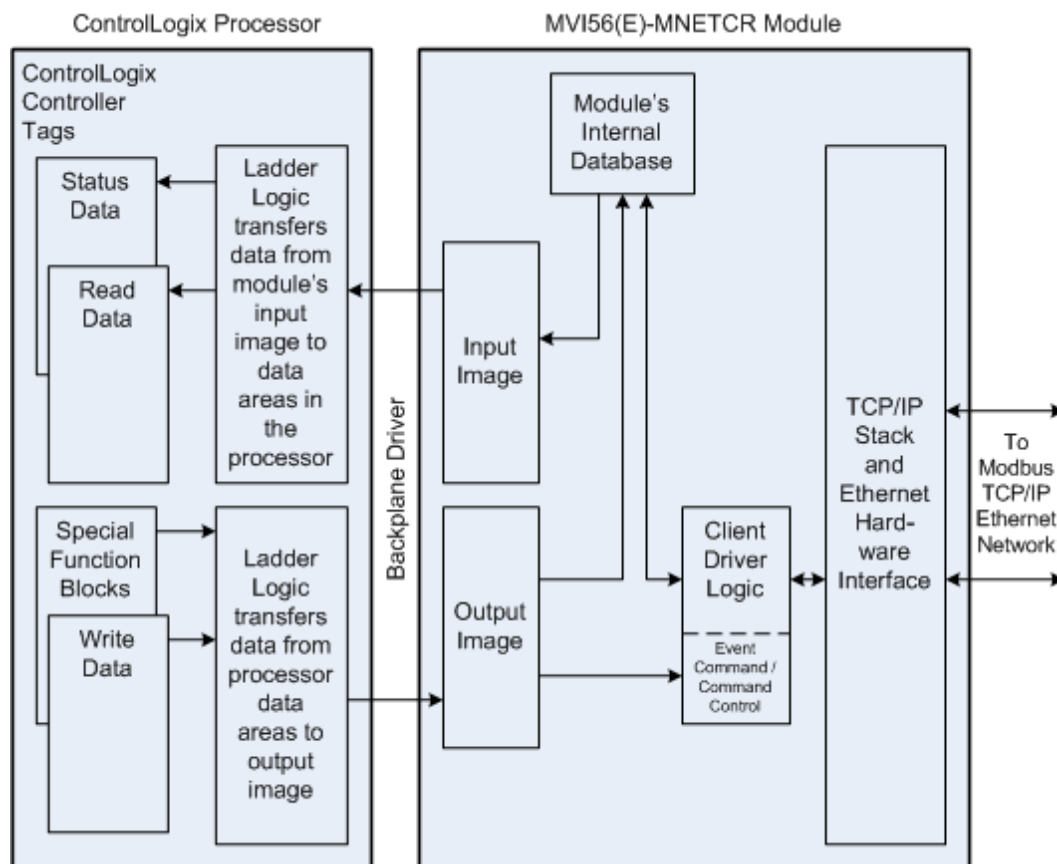 ControlLogix Processor
MVI56(E)-MNETCR Module
ControlLogix
Controller
Tags
Status
Data
Read
Data
Ladder
Logic
transfers
data from
module's
input
image to
data
areas in
the
processor
Special
Function
Blocks
Write
Data
Ladder
Logic
transfers
data from
processor
data
areas to
output
image
Backplane Driver
Module's
Internal
Database
Input
Image
Output
Image
Client
Driver
Logic
Event
Command /
Command
Control
TCP/IP
Stack
and
Ethernet
Hard-
ware
Interface
To
Modbus
TCP/IP
Ethernet
Network